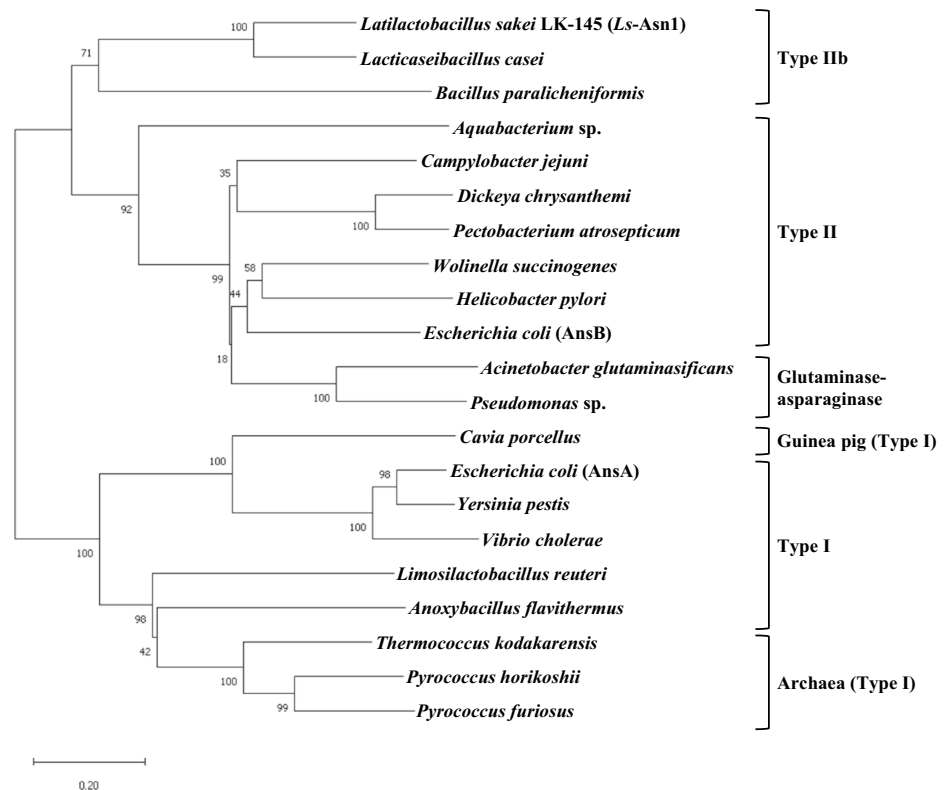 100
Latilactobacillus sakei LK-145 (Ls-Asn1)
Lacticaseibacillus casei
71
Bacillus paralicheniformis
Type IIb
Aquabacterium sp.
35
Campylobacter jejuni
Dickeya chrysanthemi
92
100
Pectobacterium atrosepticum
Type II
58
Wolinella succinogenes
99
44
Helicobacter pylori
Escherichia coli (AnsB)
18
Acinetobacter glutaminasificans
100
Pseudomonas sp.
Glutaminase-
asparaginase
Cavia porcellus
Guinea pig (Type I)
100
98
Escherichia coli (AnsA)
Yersinia pestis
100
Vibrio cholerae
Type I
100
Limosilactobacillus reuteri
98
Anoxybacillus flavithermus
42
Thermococcus kodakarensis
100
Pyrococcus horikoshii
99
Pyrococcus furiosus
Archaea (Type I)
0.20